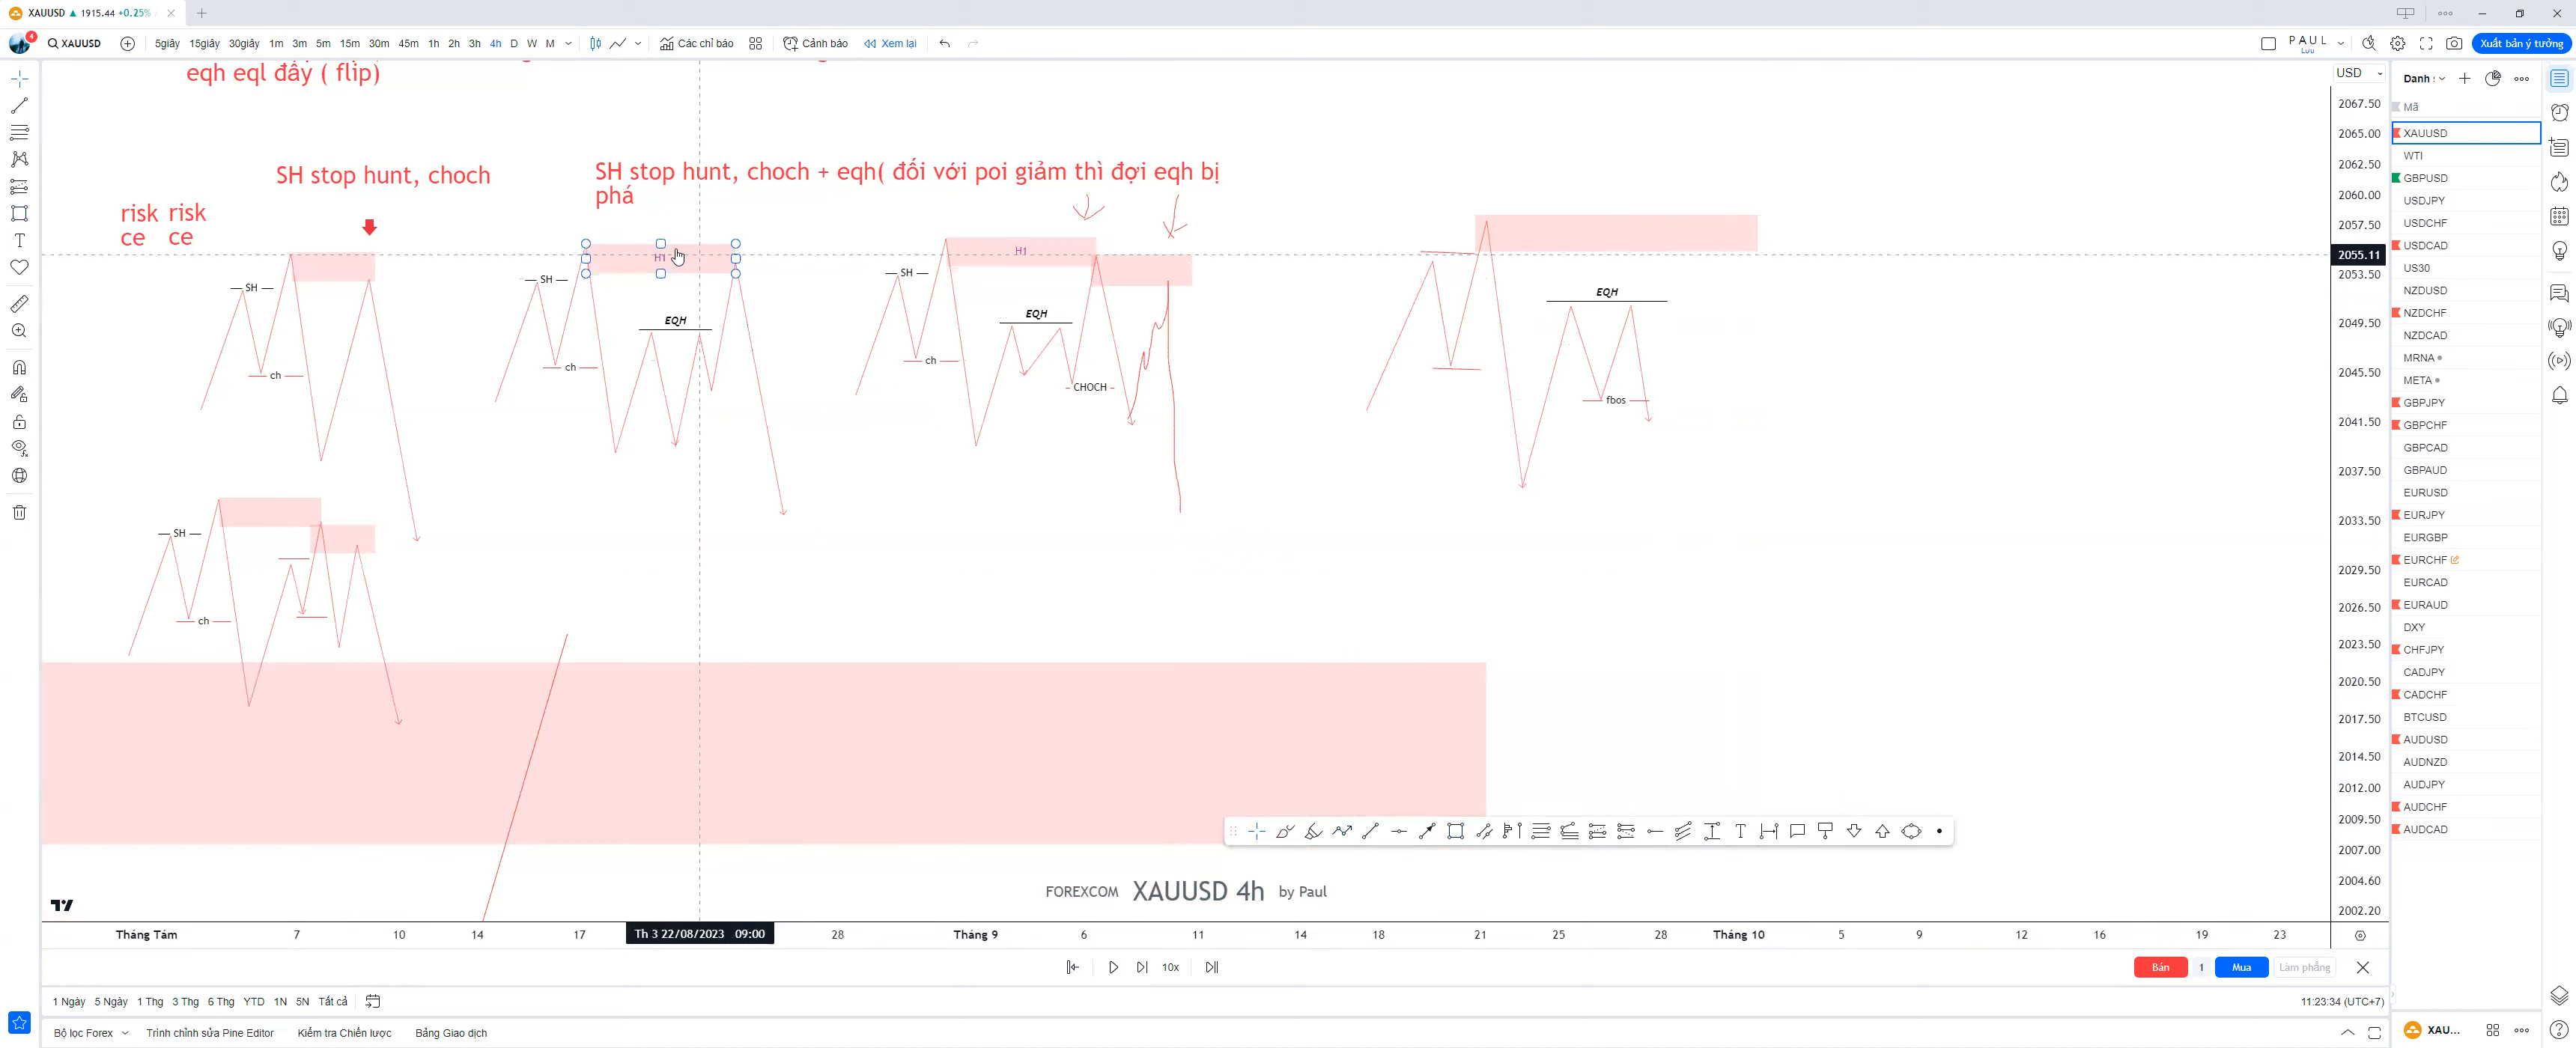 XAUUSD ▲ 1915.44 +0.25%
4
XAUUSD
5giây 15giây 30giây 1m 3m 5m 15m 30m 45m 1h 2h 3h 4h D W M
Các chỉ báo
Cảnh báo
Xem lại
PAUL
Lưu
Xuất bản ý tưởng
eqh eql đẩy ( flip)
USD
SH stop hunt, choch
SH stop hunt, choch + eqh( đối với poi giảm thì đợi eqh bị
phá
risk
ce
risk
ce
SH
ch
H1
SH
EQH
ch
H1
SH
EQH
ch
CHOCH
EQH
fbos
SH
ch
2067.50
2065.00
2062.50
2060.00
2057.50
2055.11
2053.50
2049.50
2045.50
2041.50
2037.50
2033.50
2029.50
2026.50
2023.50
2020.50
2017.50
2014.50
2012.00
2009.50
2007.00
2004.60
2002.20
FOREXCOM XAUUSD 4h by Paul
Tháng Tám 7 10 14 17 Th 3 22/08/2023 09:00 28 Tháng 9 6 11 14 18 21 25 28 Tháng 10 5 9 12 16 19 23
10x
Bán 1 Mua Làm phẳng
1 Ngày 5 Ngày 1 Thg 3 Thg 6 Thg YTD 1N 5N Tất cả
11:23:34 (UTC+7)
Bộ lọc Forex Trình chỉnh sửa Pine Editor Kiểm tra Chiến lược Bảng Giao dịch
Danh :
Mã
XAUUSD
WTI
GBPUSD
USDJPY
USDCHF
USDCAD
US30
NZDUSD
NZDCHF
NZDCAD
MRNA
META
GBPJPY
GBPCHF
GBPCAD
GBPAUD
EURUSD
EURJPY
EURGBP
EURCHF
EURCAD
EURAUD
DXY
CHFJPY
CADJPY
CADCHF
BTCUSD
AUDUSD
AUDNZD
AUDJPY
AUDCHF
AUDCAD
XAU...